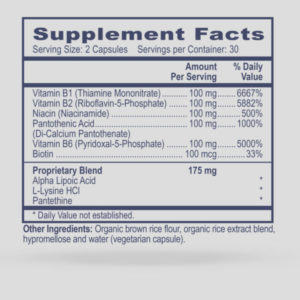 Supplement Facts
Serving Size: 2 Capsules Servings per Container: 30
Amount Per Serving % Daily Value
Vitamin B1 (Thiamine Mononitrate) 100 mg 6667%
Vitamin B2 (Riboflavin-5-Phosphate) 100 mg 5882%
Niacin (Niacinamide) 100 mg 500%
Pantothenic Acid 100 mg 1000%
(Di-Calcium Pantothenate)
Vitamin B6 (Pyridoxal-5-Phosphate) 100 mg 5000%
Biotin 100 mcg 33%
Proprietary Blend 175 mg
Alpha Lipoic Acid *
L-Lysine HCl *
Pantethine *
* Daily Value not established.
Other Ingredients: Organic brown rice flour, organic rice extract blend,
hypromellose and water (vegetarian capsule).